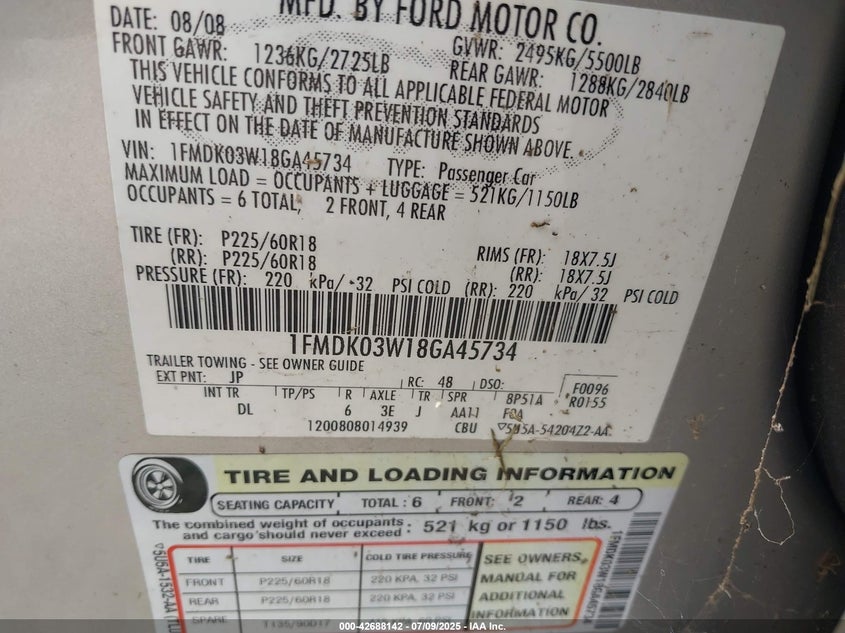 MFD. BY FORD MOTOR CO.
DATE: 08/08 GVWR: 2495KG/5500LB
FRONT GAWR: 1236KG/2725LB REAR GAWR: 1288KG/2840LB
THIS VEHICLE CONFORMS TO ALL APPLICABLE FEDERAL MOTOR
VEHICLE SAFETY AND THEFT PREVENTION STANDARDS
IN EFFECT ON THE DATE OF MANUFACTURE SHOWN ABOVE.
VIN: 1FMDK03W18GA45734 TYPE: Passenger Car
MAXIMUM LOAD = OCCUPANTS + LUGGAGE = 521KG/1150LB
OCCUPANTS = 6 TOTAL, 2 FRONT, 4 REAR
TIRE (FR): P225/60R18 RIMS (FR): 18X7.5J
(RR): P225/60R18 (RR): 18X7.5J
PRESSURE (FR): 220 kPa/ 32 PSI COLD (RR): 220 kPa/ 32 PSI COLD
1FMDK03W18GA45734
TRAILER TOWING - SEE OWNER GUIDE
EXT PNT: JP RC: 48 DSO: F0096
INT TR TP/PS R AXLE TR SPR BP51A R0155
DL 6 3E J AA11
1200808014939 CBU
TIRE AND LOADING INFORMATION
SEATING CAPACITY TOTAL : 6 FRONT: 2 REAR: 4
The combined weight of occupants and cargo should never exceed : 521 kg or 1150 lbs.
TIRE SIZE COLD TIRE PRESSURE SEE OWNERS
FRONT P225/60R18 220 KPA, 32 PSI MANUAL FOR
REAR P225/60R18 220 KPA, 32 PSI ADDITIONAL
SPARE T135/90D17 INFORMATION
1FMDK03W18GA45734
000-42688142 - 07/09/2025 - IAA Inc.